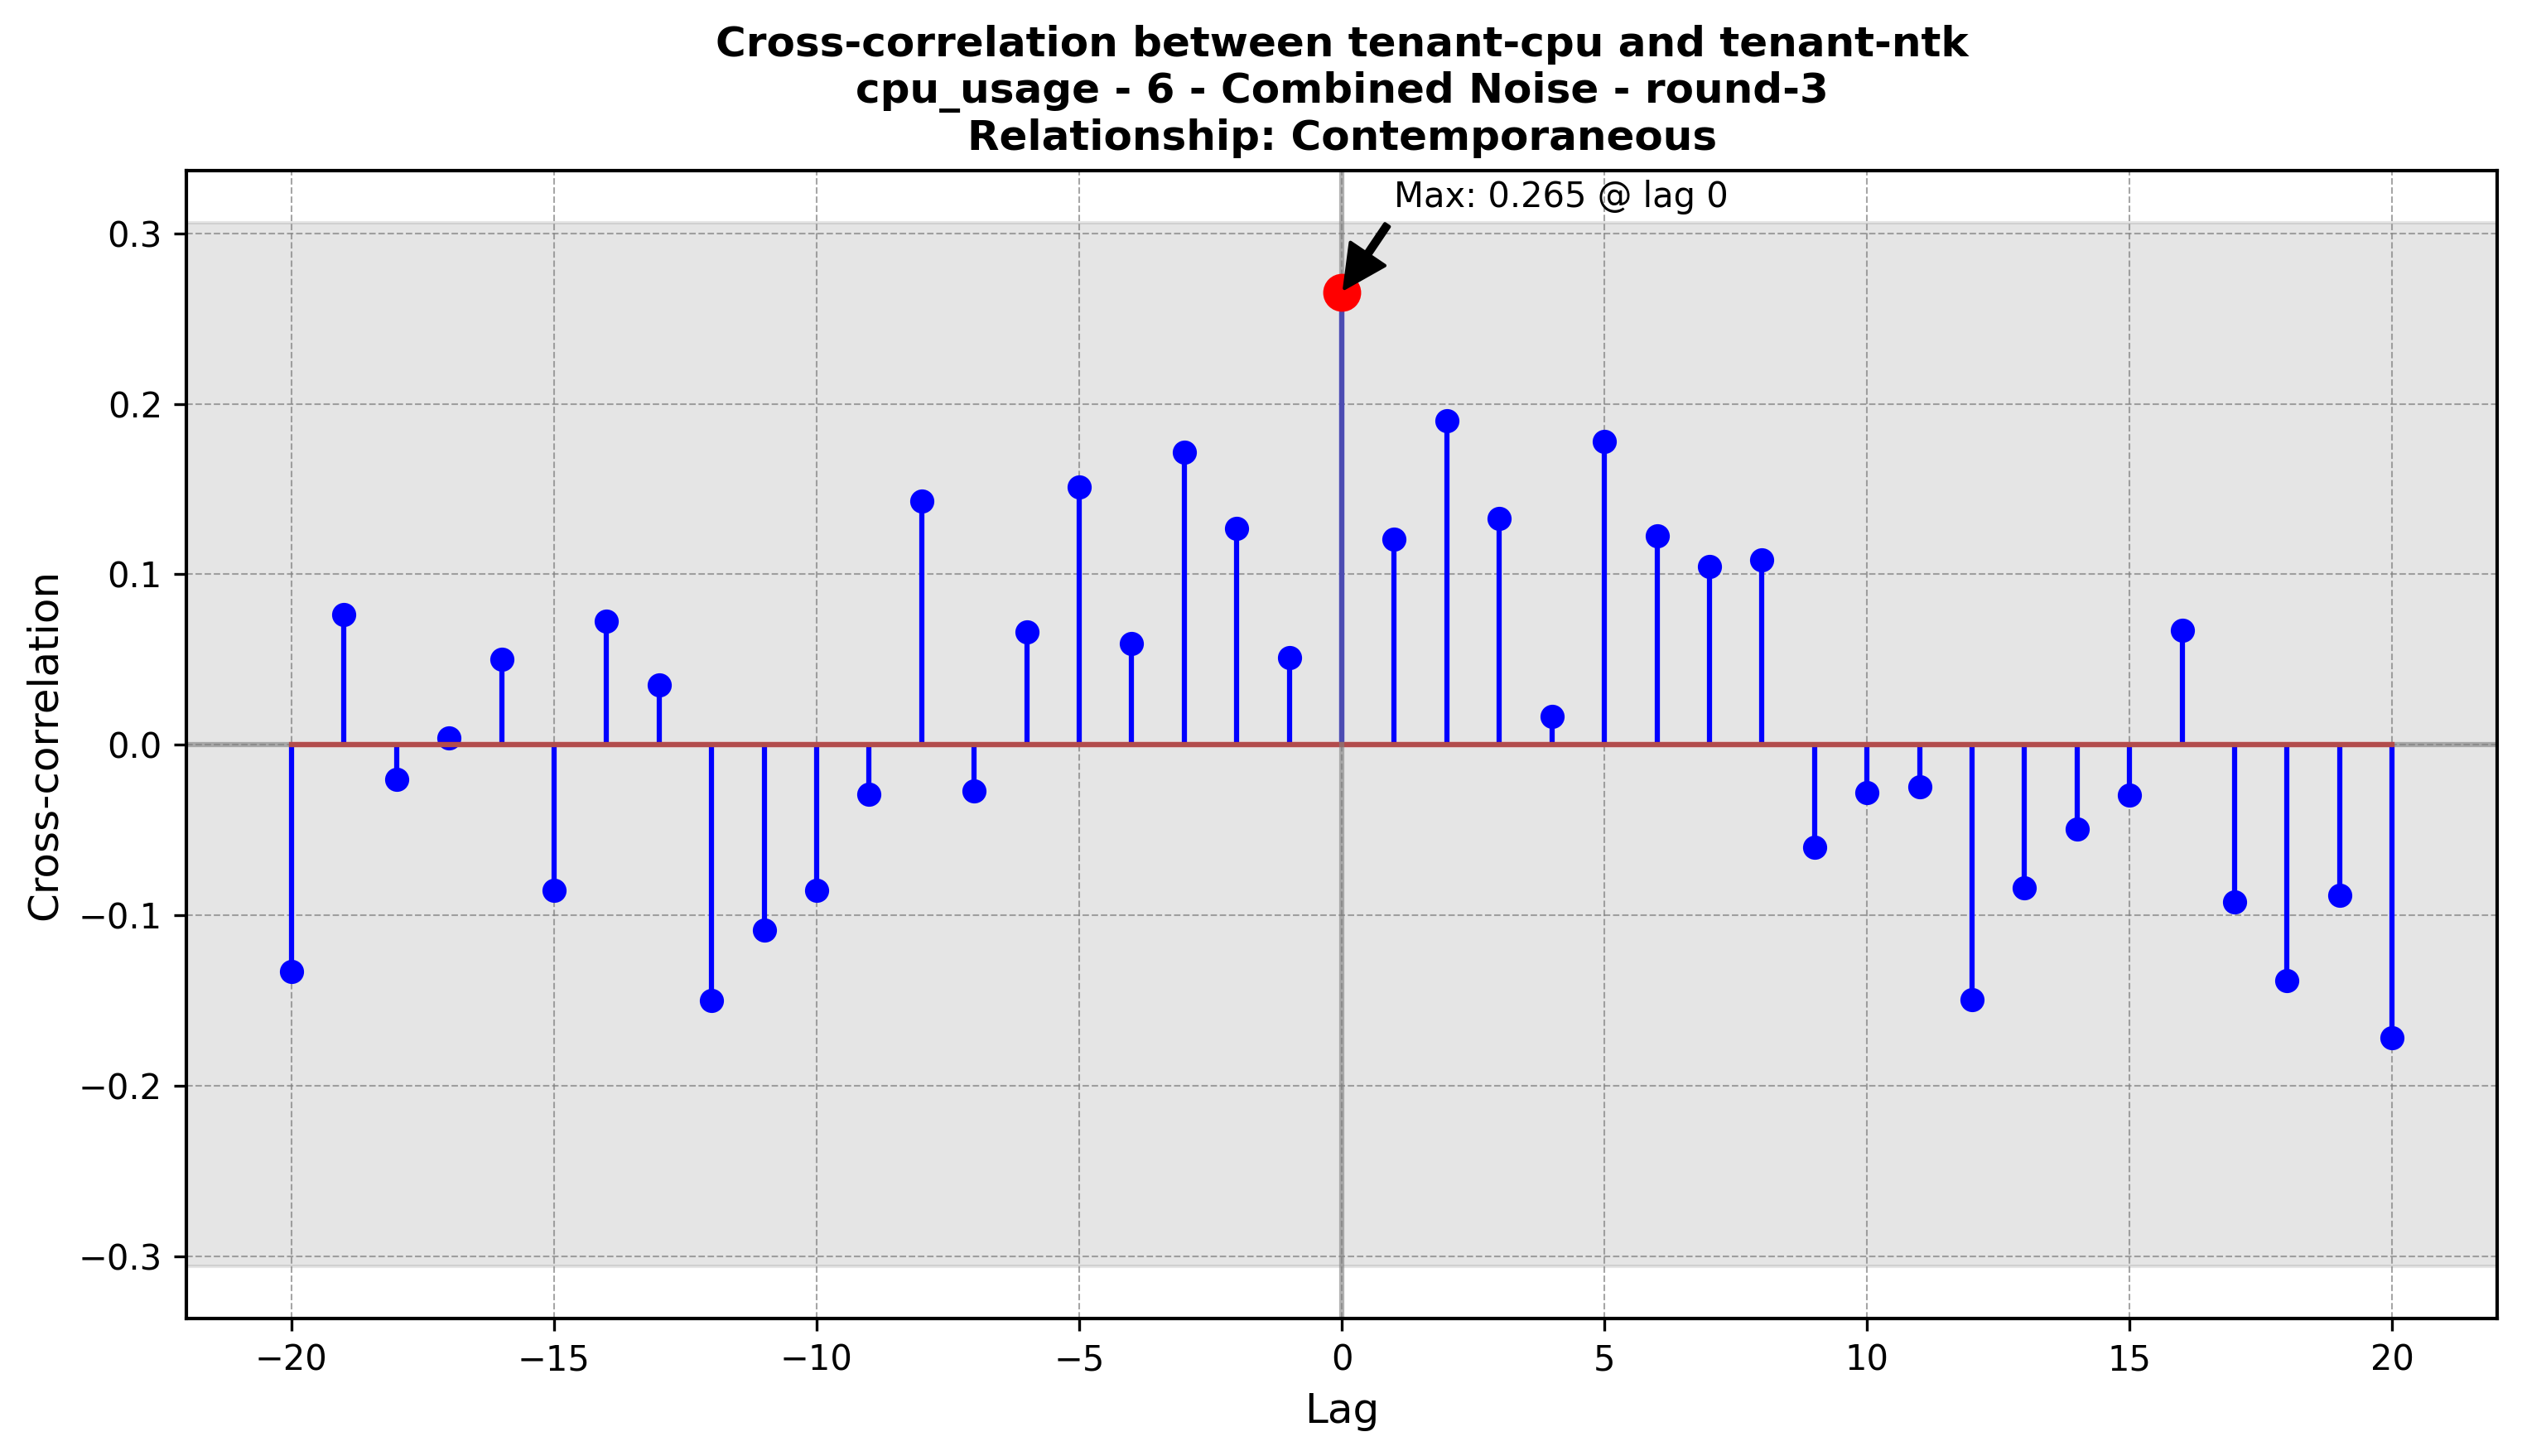 Cross-correlation between tenant-cpu and tenant-ntk
cpu_usage - 6 - Combined Noise - round-3
Relationship: Contemporaneous
Max: 0.265 @ lag 0
0.3
0.2
0.1
0.0
−0.1
−0.2
−0.3
Cross-correlation
−20
−15
−10
−5
0
5
10
15
20
Lag